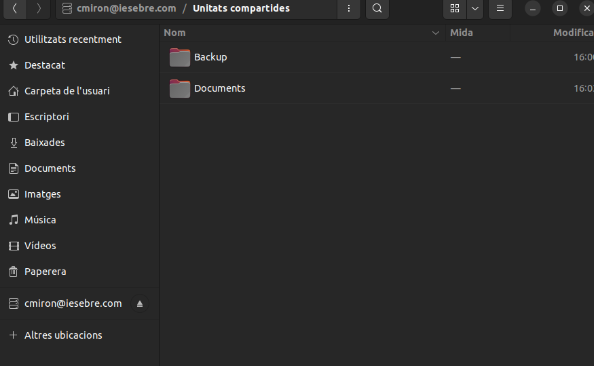 cmiron@iesebre.com / Unitats compartides
Nom Mida Modifica
Utilitzats recentment
Destacat
Carpeta de l'usuari
Escriptori
Baixades
Documents
Imatges
Música
Vídeos
Paperera
cmiron@iesebre.com
+ Altres ubicacions
Backup — 16:0
Documents — 16:0